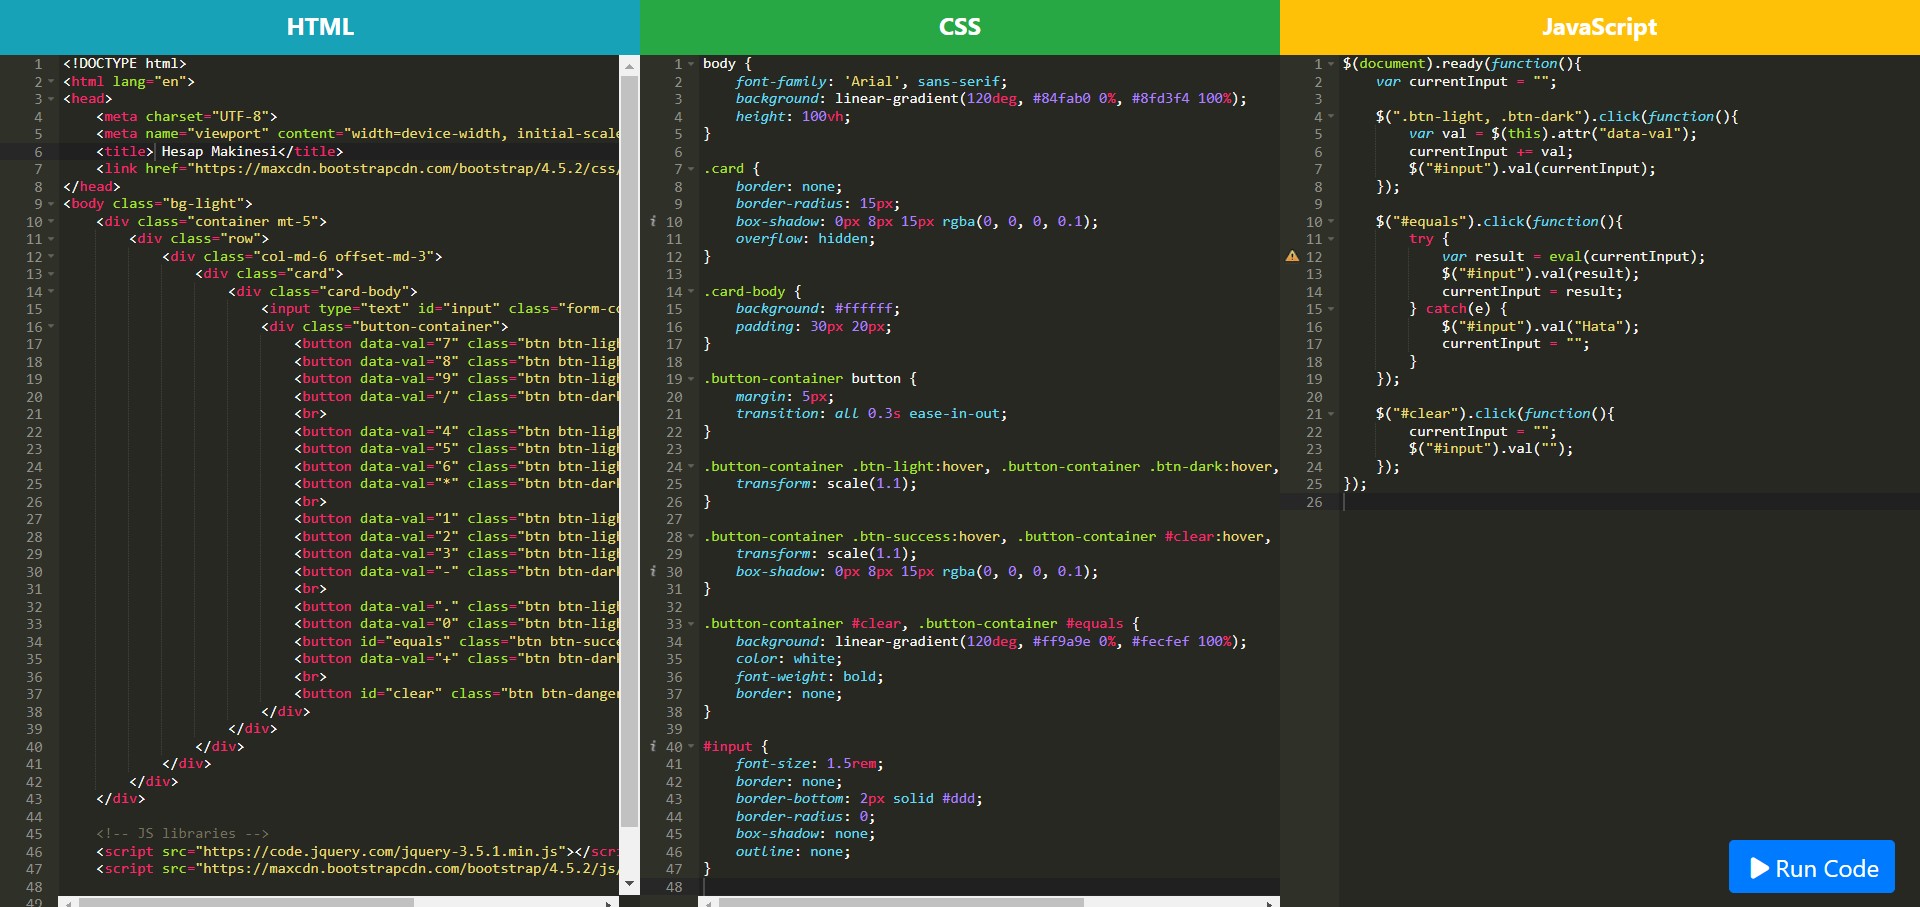 HTML
1 <!DOCTYPE html>
2 <html lang="en">
3 <head>
4 <meta charset="UTF-8">
5 <meta name="viewport" content="width=device-width, initial-scale
6 <title> Hesap Makinesi</title>
7 <link href="https://maxcdn.bootstrapcdn.com/bootstrap/4.5.2/css/
8 </head>
9 <body class="bg-light">
10 <div class="container mt-5">
11 <div class="row">
12 <div class="col-md-6 offset-md-3">
13 <div class="card">
14 <div class="card-body">
15 <input type="text" id="input" class="form-co
16 <div class="button-container">
17 <button data-val="7" class="btn btn-ligh
18 <button data-val="8" class="btn btn-ligh
19 <button data-val="9" class="btn btn-ligh
20 <button data-val="/" class="btn btn-dark
21 <br>
22 <button data-val="4" class="btn btn-ligh
23 <button data-val="5" class="btn btn-ligh
24 <button data-val="6" class="btn btn-ligh
25 <button data-val="*" class="btn btn-dark
26 <br>
27 <button data-val="1" class="btn btn-ligh
28 <button data-val="2" class="btn btn-ligh
29 <button data-val="3" class="btn btn-ligh
30 <button data-val="-" class="btn btn-dark
31 <br>
32 <button data-val="." class="btn btn-ligh
33 <button data-val="0" class="btn btn-ligh
34 <button id="equals" class="btn btn-succe
35 <button data-val="+" class="btn btn-dark
36 <br>
37 <button id="clear" class="btn btn-danger
38 </div>
39 </div>
40 </div>
41 </div>
42 </div>
43 </div>
44
45 <!-- JS libraries -->
46 <script src="https://code.jquery.com/jquery-3.5.1.min.js"></scri
47 <script src="https://maxcdn.bootstrapcdn.com/bootstrap/4.5.2/js/
48
49
CSS
1 body {
2 font-family: 'Arial', sans-serif;
3 background: linear-gradient(120deg, #84fab0 0%, #8fd3f4 100%);
4 height: 100vh;
5 }
6
7 .card {
8 border: none;
9 border-radius: 15px;
10 box-shadow: 0px 8px 15px rgba(0, 0, 0, 0.1);
11 overflow: hidden;
12 }
13
14 .card-body {
15 background: #ffffff;
16 padding: 30px 20px;
17 }
18
19 .button-container button {
20 margin: 5px;
21 transition: all 0.3s ease-in-out;
22 }
23
24 .button-container .btn-light:hover, .button-container .btn-dark:hover,
25 transform: scale(1.1);
26 }
27
28 .button-container .btn-success:hover, .button-container #clear:hover,
29 transform: scale(1.1);
30 box-shadow: 0px 8px 15px rgba(0, 0, 0, 0.1);
31 }
32
33 .button-container #clear, .button-container #equals {
34 background: linear-gradient(120deg, #ff9a9e 0%, #fecfef 100%);
35 color: white;
36 font-weight: bold;
37 border: none;
38 }
39
40 #input {
41 font-size: 1.5rem;
42 border: none;
43 border-bottom: 2px solid #ddd;
44 border-radius: 0;
45 box-shadow: none;
46 outline: none;
47 }
48
JavaScript
1 $(document).ready(function(){
2 var currentInput = "";
3
4 $(".btn-light, .btn-dark").click(function(){
5 var val = $(this).attr("data-val");
6 currentInput += val;
7 $("#input").val(currentInput);
8 });
9
10 $("#equals").click(function(){
11 try {
12 var result = eval(currentInput);
13 $("#input").val(result);
14 currentInput = result;
15 } catch(e) {
16 $("#input").val("Hata");
17 currentInput = "";
18 }
19 });
20
21 $("#clear").click(function(){
22 currentInput = "";
23 $("#input").val("");
24 });
25 });
26
Run Code